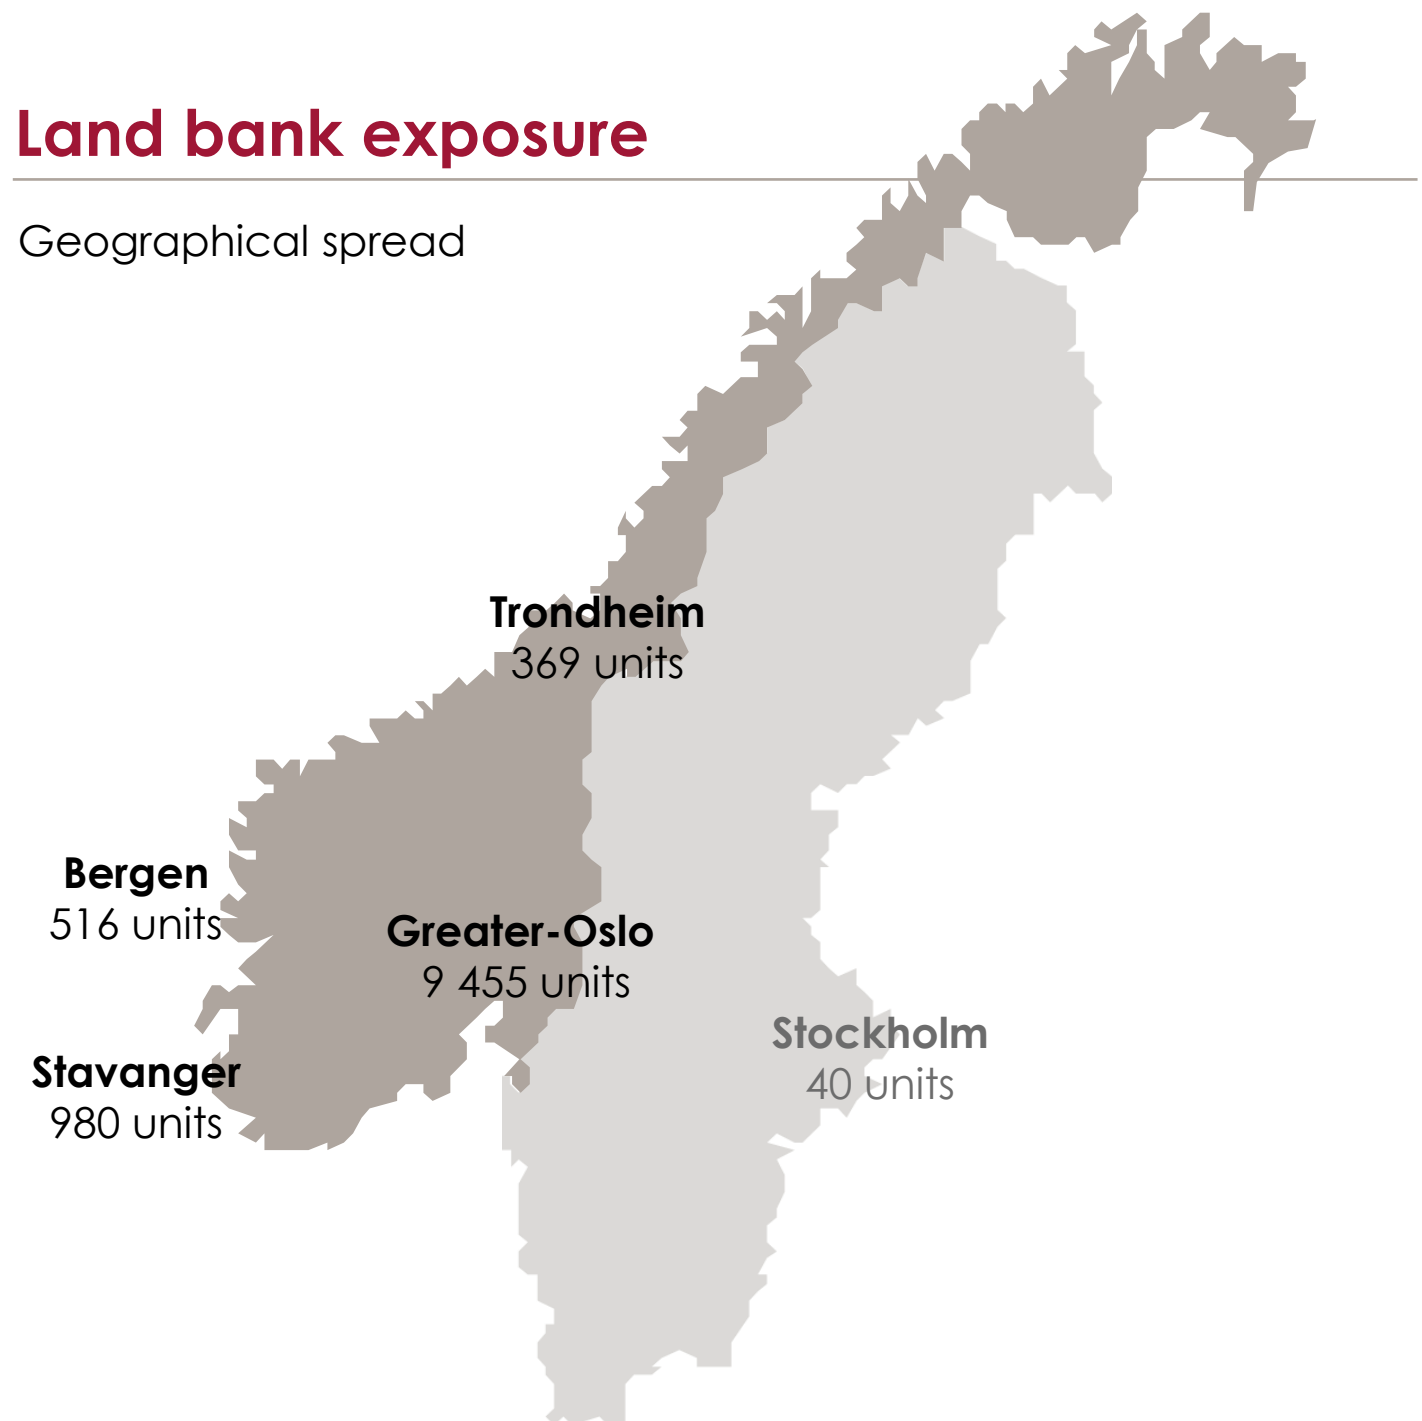 Land bank exposure
Geographical spread
Trondheim
369 units
Bergen
516 units
Greater-Oslo
9 455 units
Stockholm
40 units
Stavanger
980 units